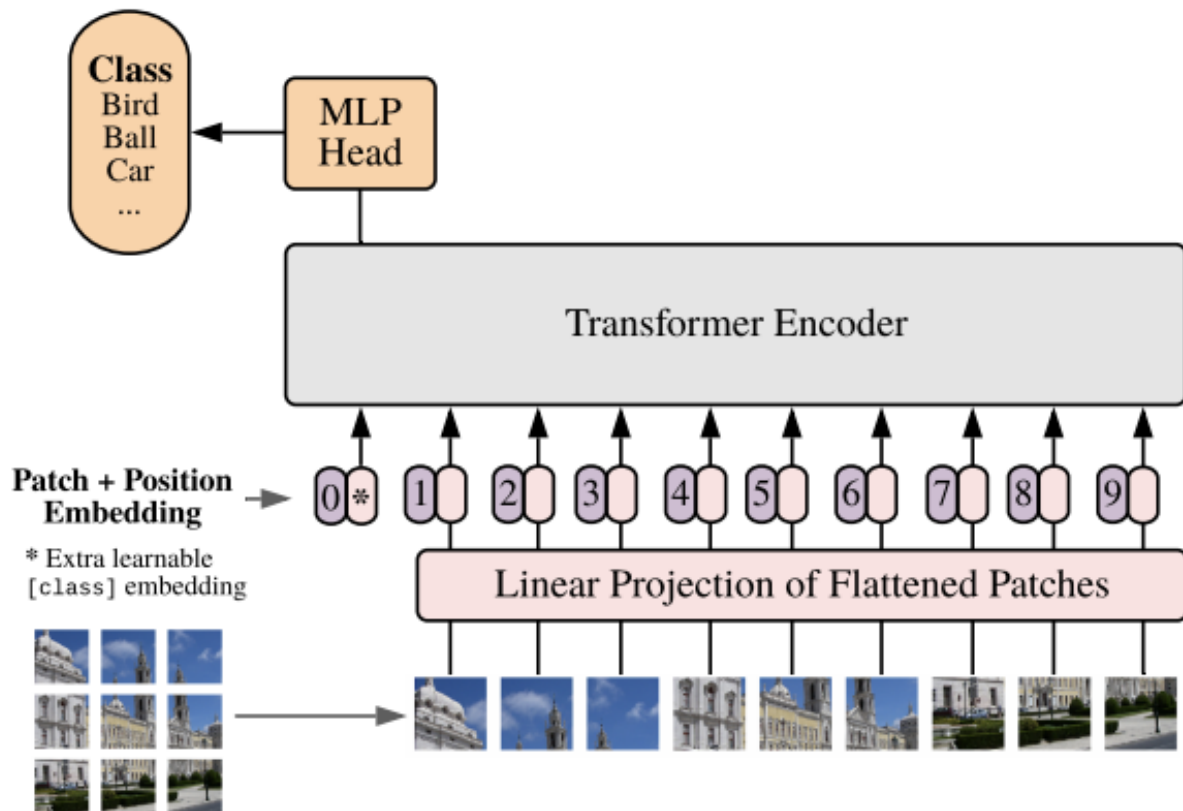 Class
Bird
Ball
Car
...
MLP
Head
Transformer Encoder
Patch + Position
Embedding
0 * 1 2 3 4 5 6 7 8 9
* Extra learnable
[class] embedding
Linear Projection of Flattened Patches